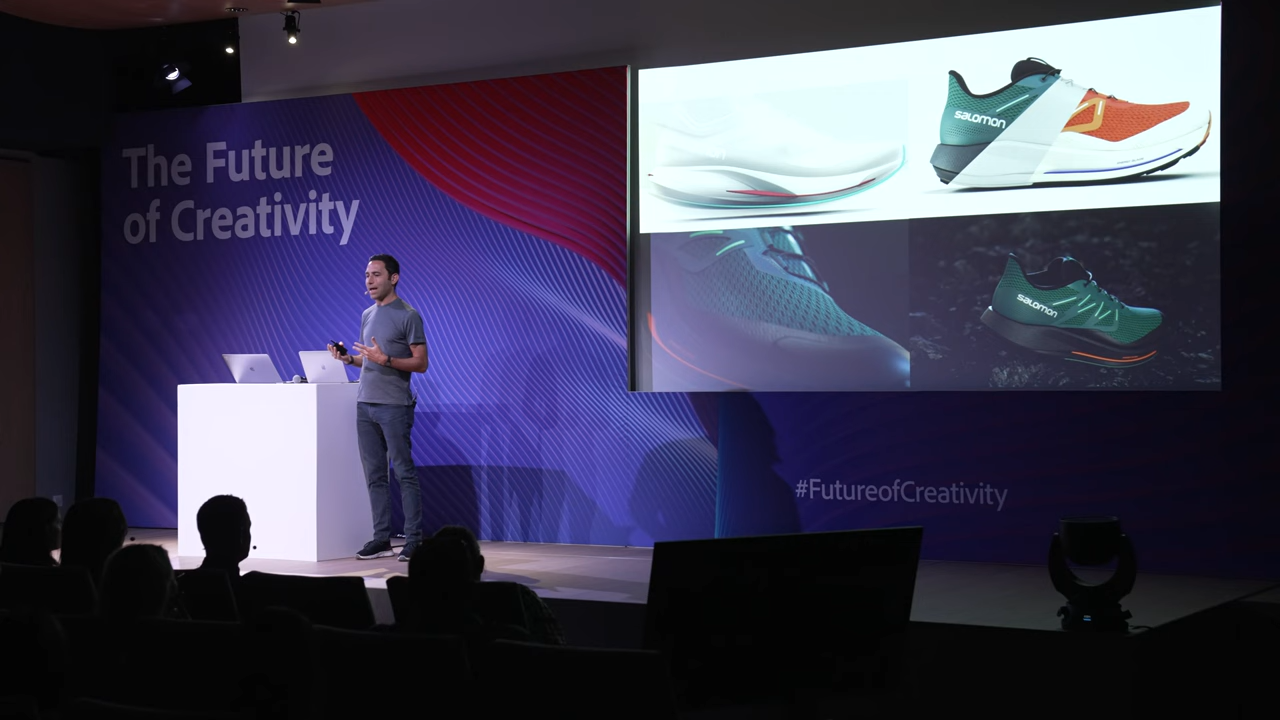 The Future
of Creativity
salomon
salomon
#FutureofCreativity